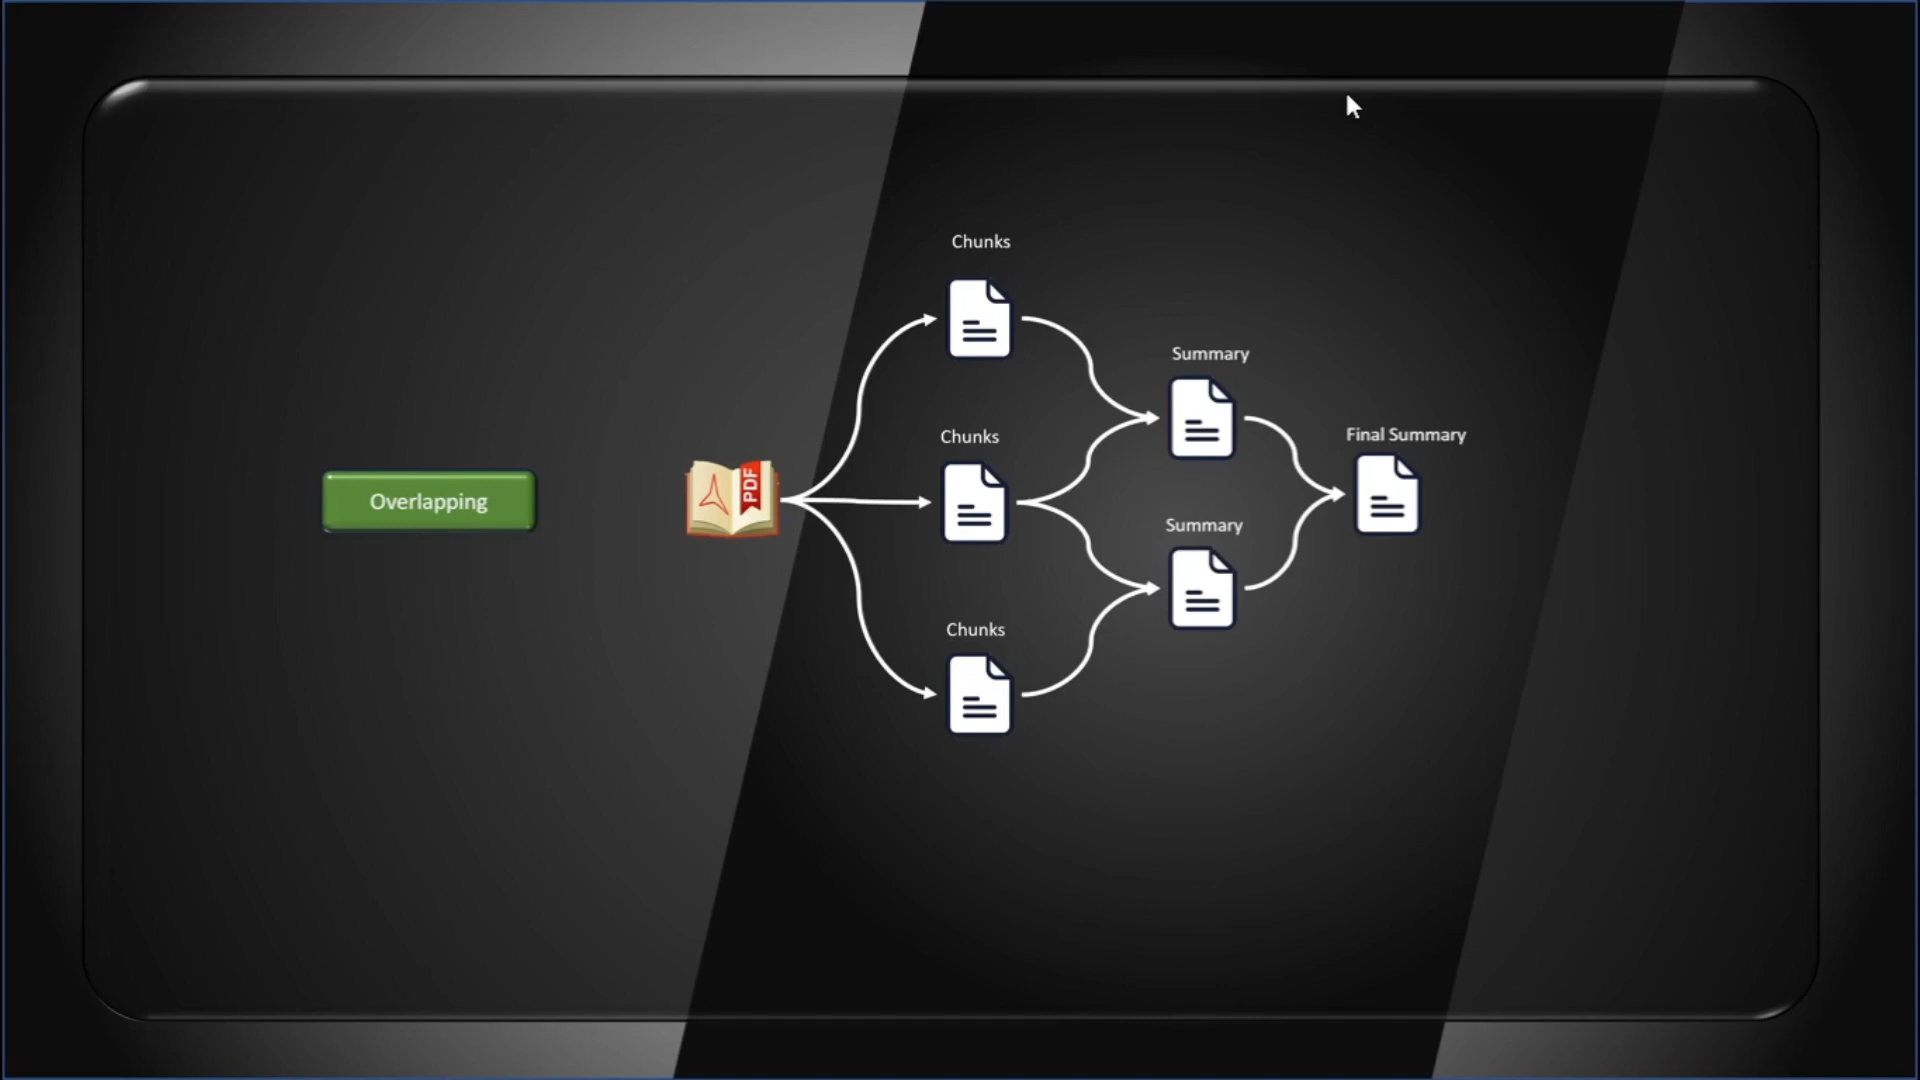 Overlapping
PDF
Chunks
Chunks
Chunks
Summary
Summary
Final Summary